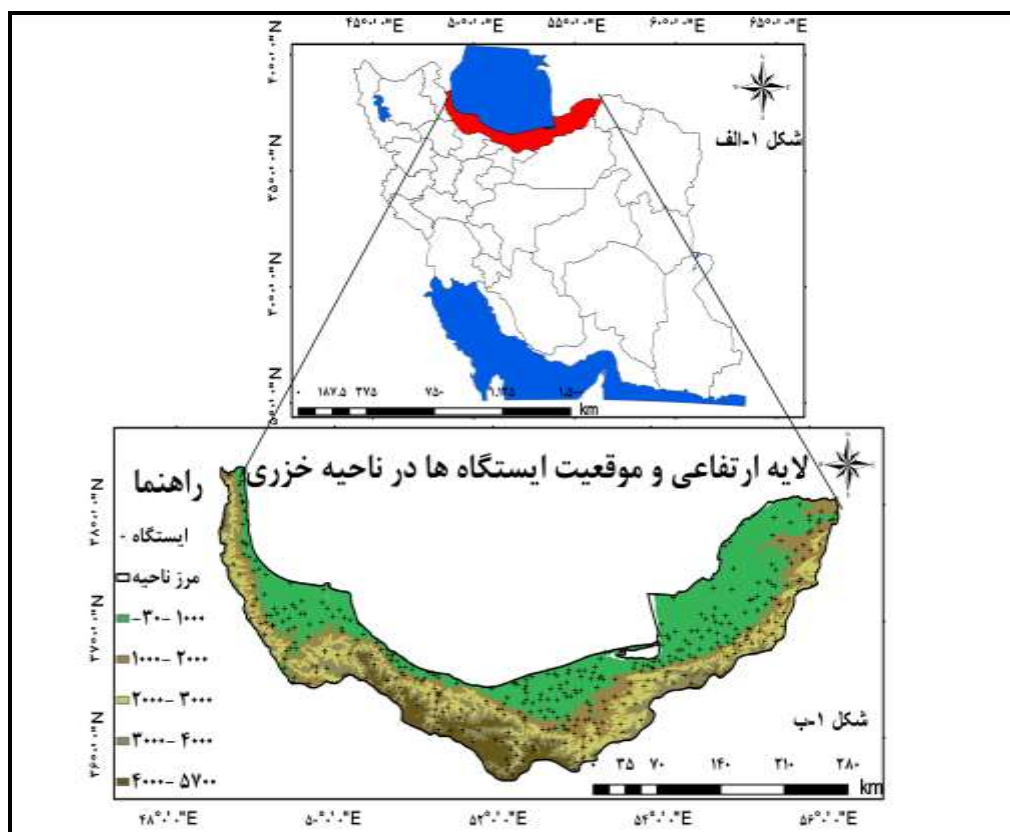 ۴۵°۰'۰"E ۵۰°۰'۰"E ۵۵°۰'۰"E ۶۰°۰'۰"E ۶۵°۰'۰"E
۴۰°۰'۰"N
شکل ۱-الف
۳۵°۰'۰"N
۳۰°۰'۰"N
۰ ۱۸۷.۵ ۳۷۵ ۷۵۰ ۱,۱۲۵ ۱,۵۰۰
km
لایه ارتفاعی و موقعیت ایستگاه ها در ناحیه خزری
راهنما
ایستگاه
مرز ناحیه
-۳۰ - ۱۰۰۰
۱۰۰۰ - ۲۰۰۰
۲۰۰۰ - ۳۰۰۰
۳۰۰۰ - ۴۰۰۰
۴۰۰۰ - ۵۷۰۰
۳۸°۰'۰"N
۳۷°۰'۰"N
۳۶°۰'۰"N
شکل ۱-ب
۰ ۳۵ ۷۰ ۱۴۰ ۲۱۰ ۲۸۰
km
۴۸°۰'۰"E ۵۰°۰'۰"E ۵۲°۰'۰"E ۵۴°۰'۰"E ۵۶°۰'۰"E